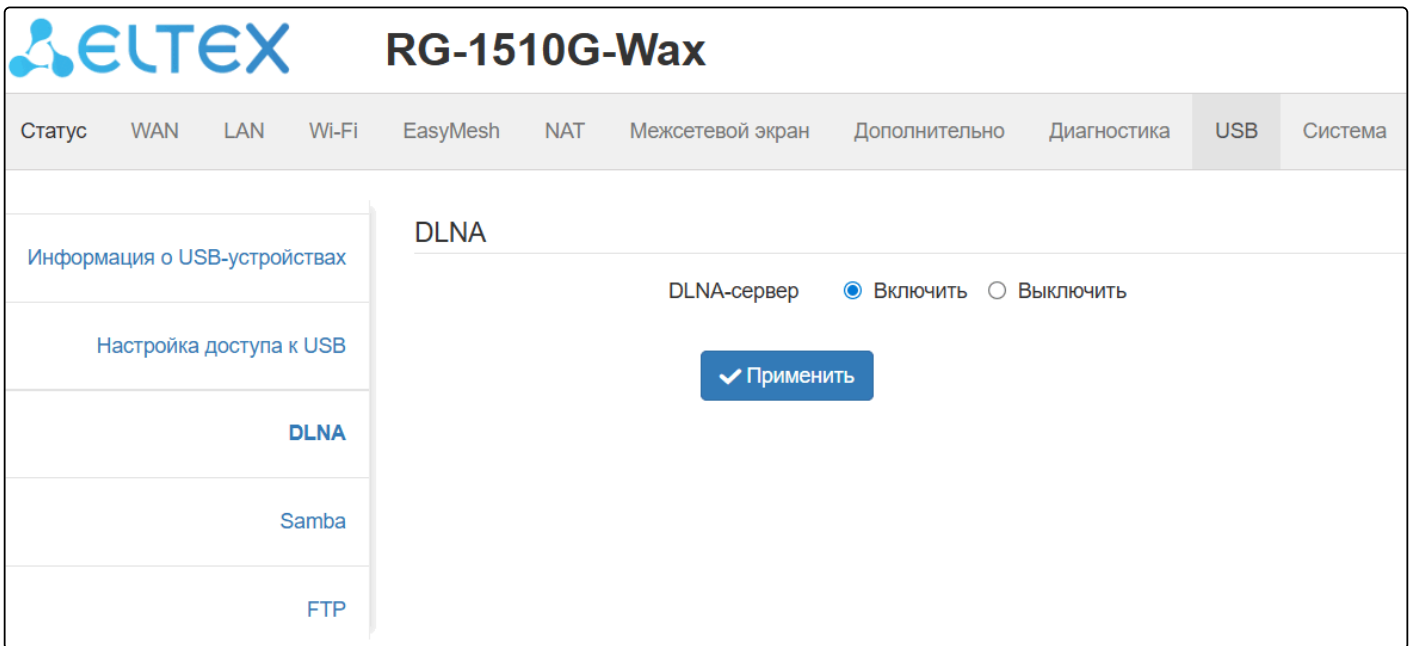 ELTEX RG-1510G-Wax
Статус WAN LAN Wi-Fi EasyMesh NAT Межсетевой экран Дополнительно Диагностика USB Система
Информация о USB-устройствах
Настройка доступа к USB
DLNA
Samba
FTP
DLNA
DLNA-сервер Включить Выключить
Применить